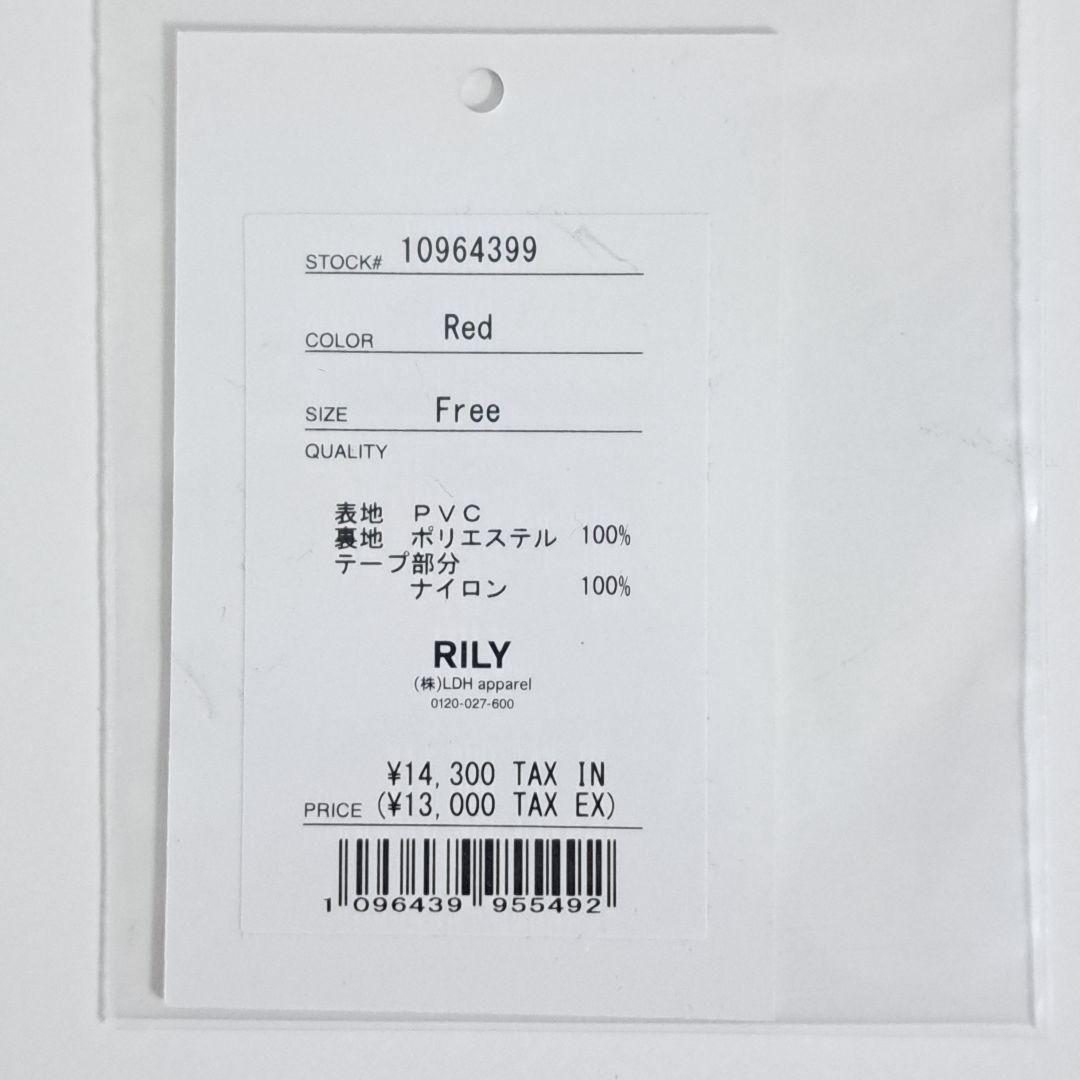 STOCK# 10964399
COLOR Red
SIZE Free
QUALITY
表地 PVC
裏地 ポリエステル 100%
テープ部分
ナイロン 100%
RILY
(株)LDH apparel
0120-027-600
¥14,300 TAX IN
PRICE (¥13,000 TAX EX)
1 096439 955492